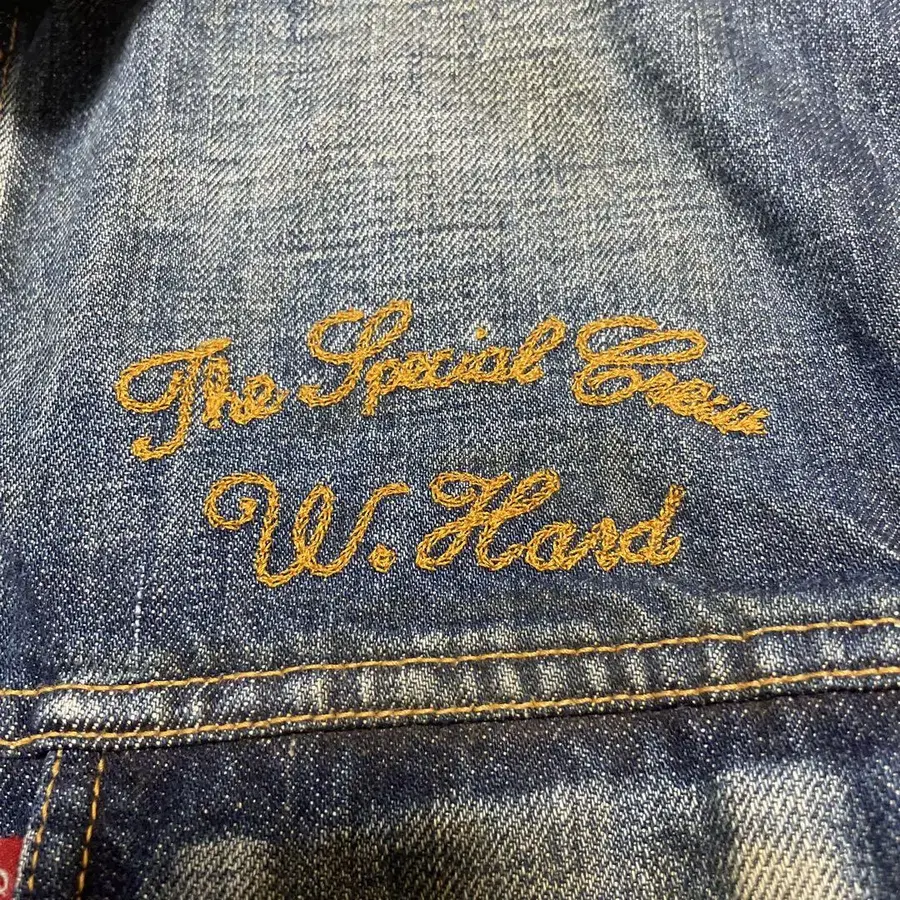 The Special Crew
W. Hard